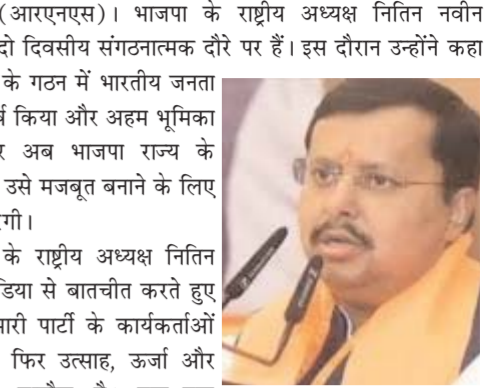 (आरएनएस)। भाजपा के राष्ट्रीय अध्यक्ष नितिन नवीन
दो दिवसीय संगठनात्मक दौरे पर हैं। इस दौरान उन्होंने कहा
के गठन में भारतीय जनता
किया और अहम भूमिका
अब भाजपा राज्य के
उसे मजबूत बनाने के लिए
के राष्ट्रीय अध्यक्ष नितिन
से बातचीत करते हुए
पार्टी के कार्यकर्ताओं
फिर उत्साह, ऊर्जा और